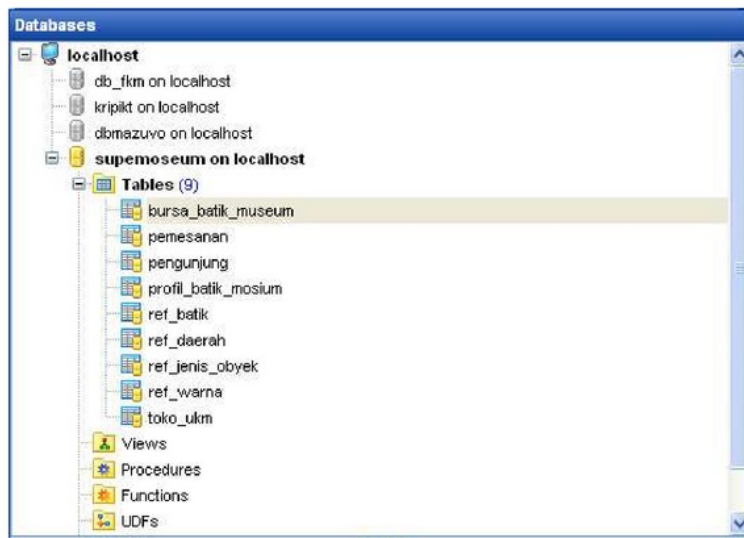 Databases
localhost
db_fkm on localhost
kripikt on localhost
dbmazuvo on localhost
supemoseum on localhost
Tables (9)
bursa_batik_museum
pemesanan
pengunjung
profil_batik_mosium
ref_batik
ref_daerah
ref_jenis_obyek
ref_warna
toko_ukm
Views
Procedures
Functions
UDFs